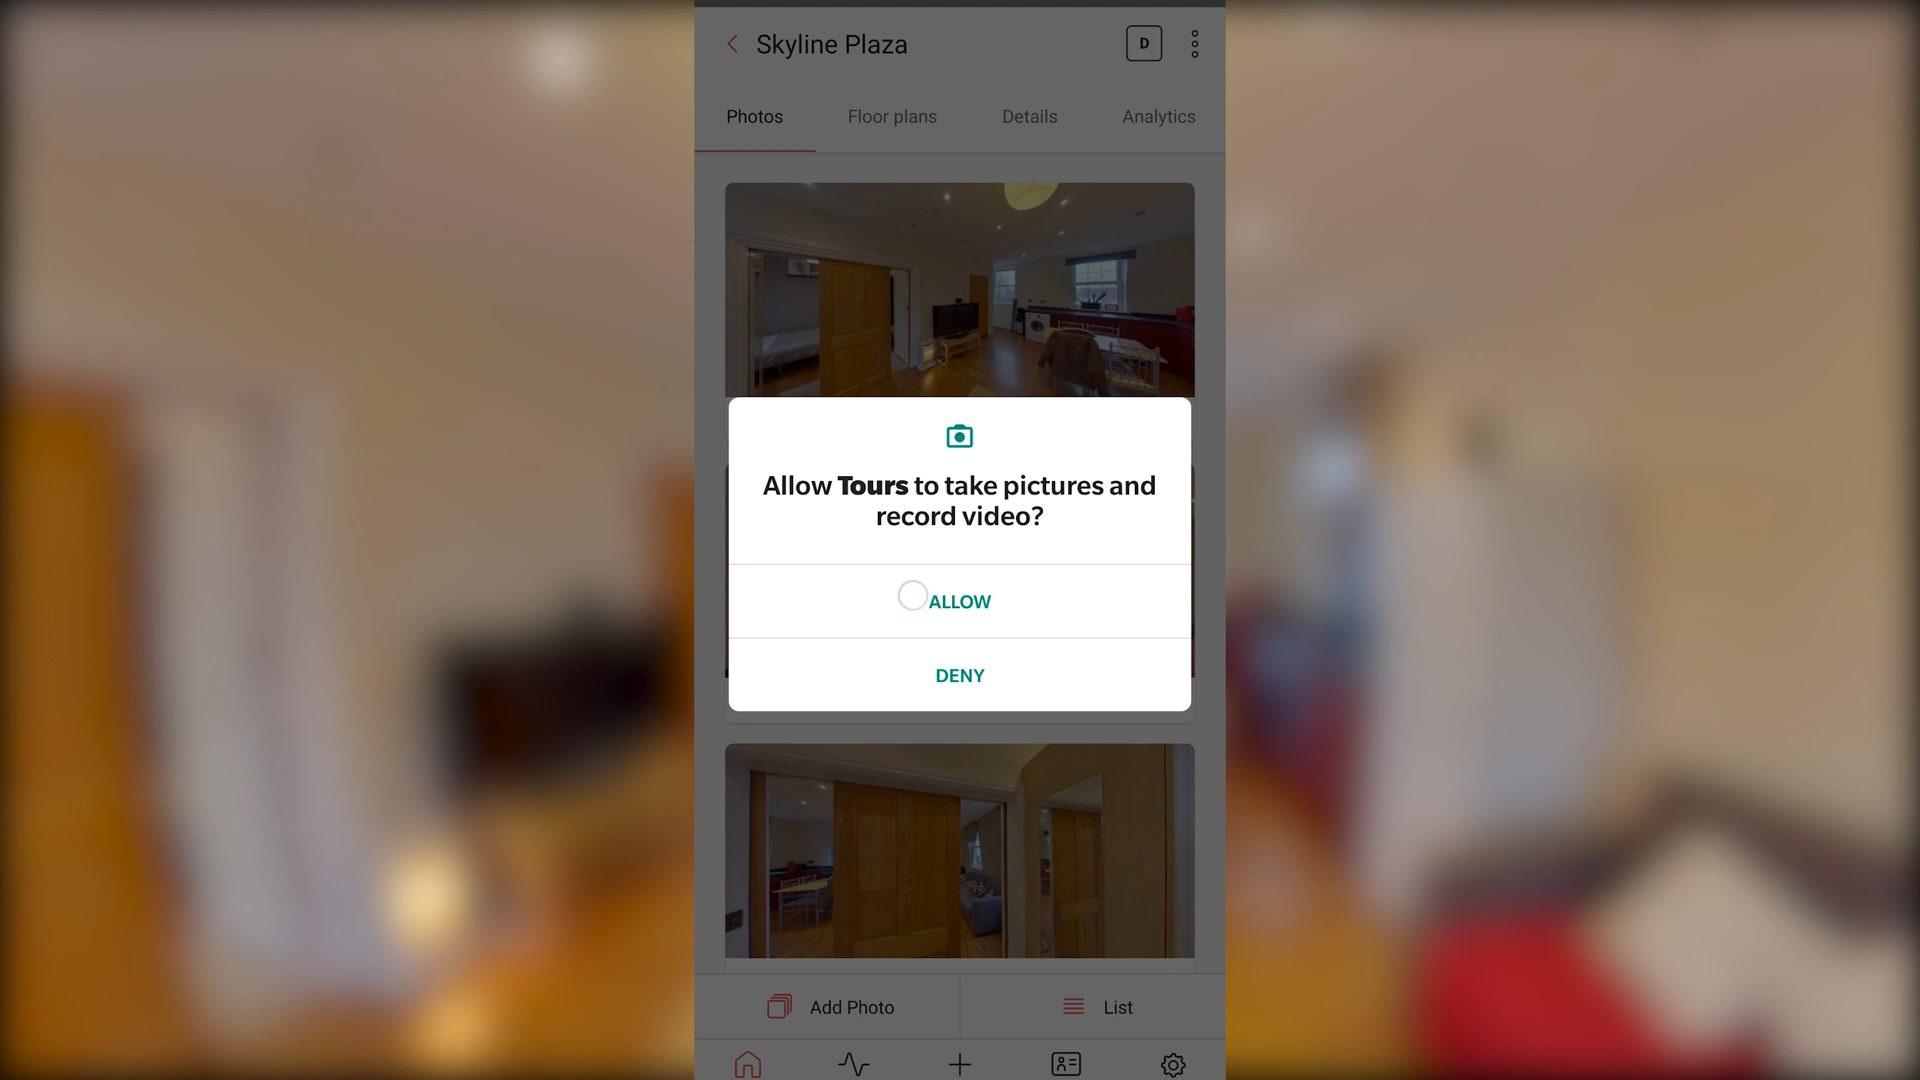 Skyline Plaza
D
Photos
Floor plans
Details
Analytics
Allow Tours to take pictures and
record video?
ALLOW
DENY
Add Photo
List